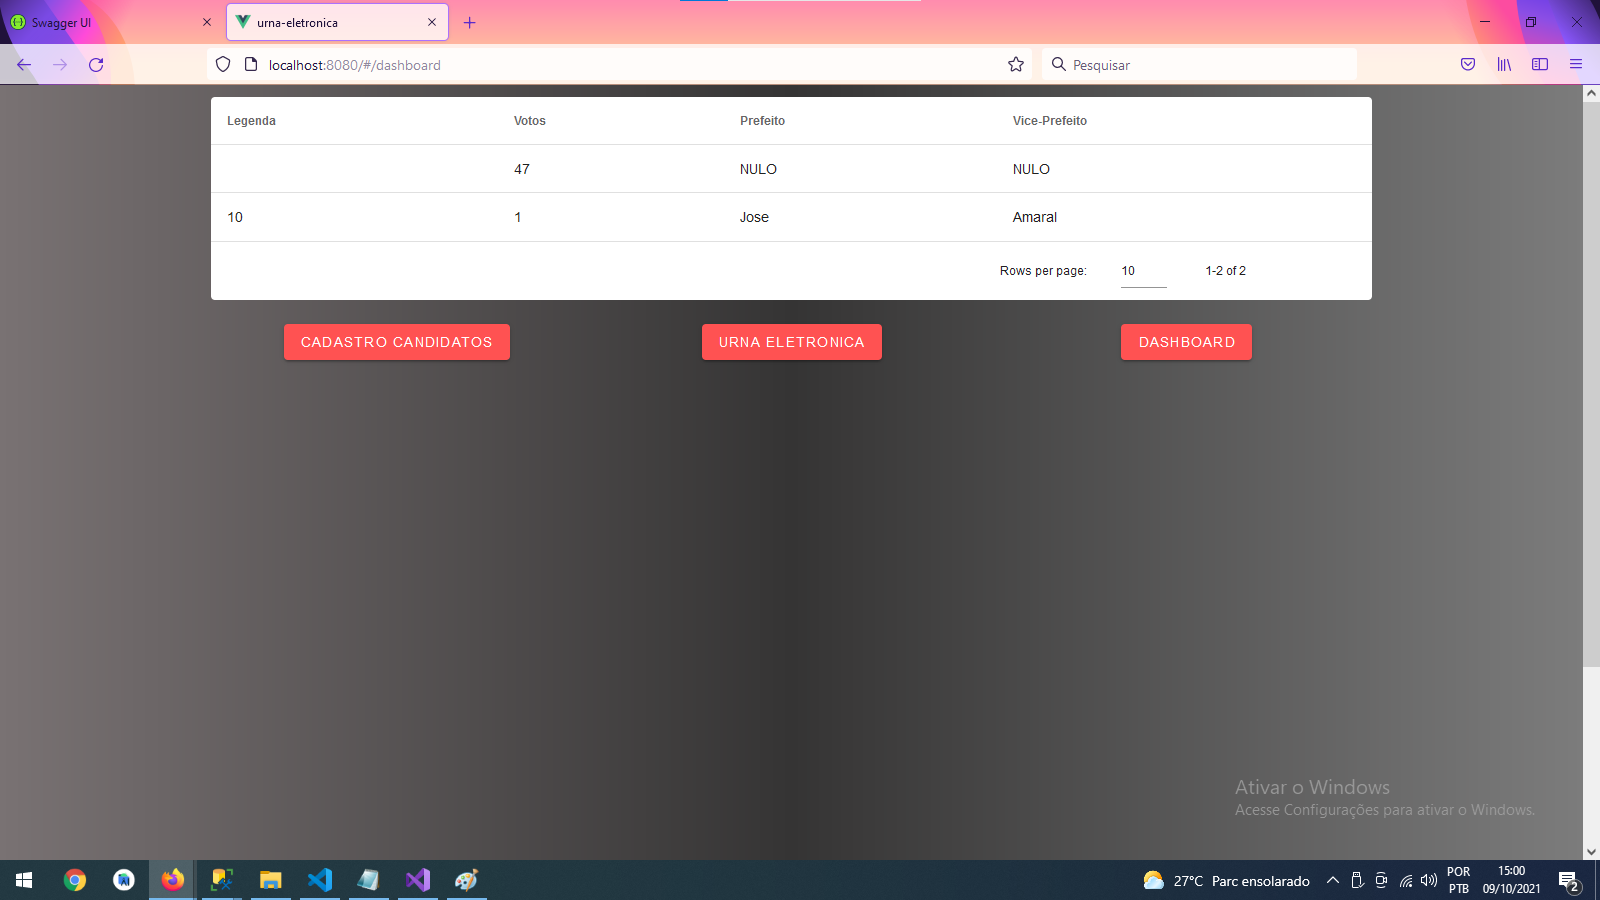 Swagger UI
urna-eletronica
localhost:8080/#/dashboard
Pesquisar
Legenda Votos Prefeito Vice-Prefeito
47 NULO NULO
10 1 Jose Amaral
Rows per page: 10 1-2 of 2
CADASTRO CANDIDATOS URNA ELETRONICA DASHBOARD
Ativar o Windows
Acesse Configurações para ativar o Windows.
27°C Parc ensolarado
POR
PTB
15:00
09/10/2021
2